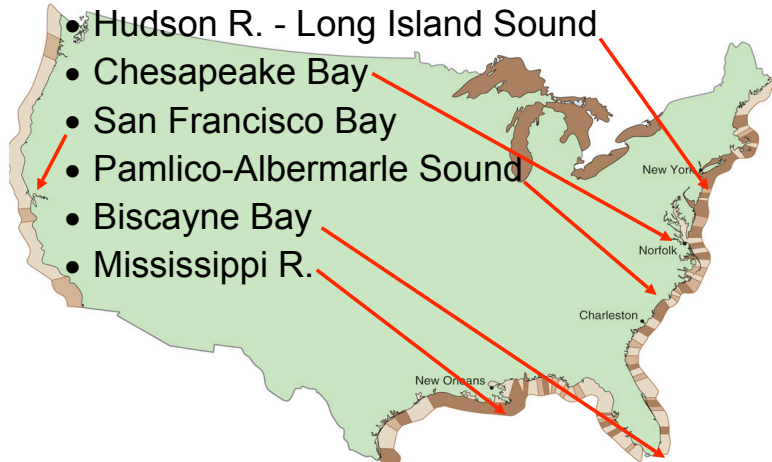 • Hudson R. - Long Island Sound
• Chesapeake Bay
• San Francisco Bay
• Pamlico-Albermarle Sound
• Biscayne Bay
• Mississippi R.
New York
Norfolk
Charleston
New Orleans